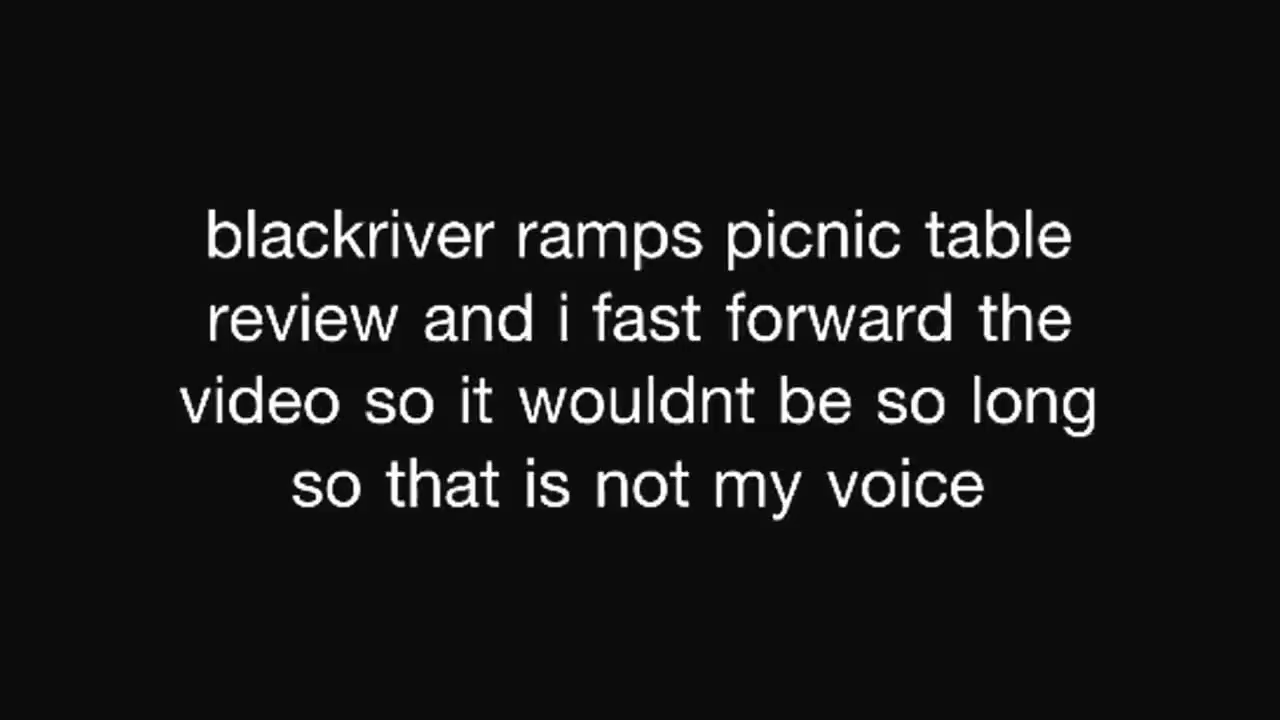 blackriver ramps picnic table
review and i fast forward the
video so it wouldnt be so long
so that is not my voice